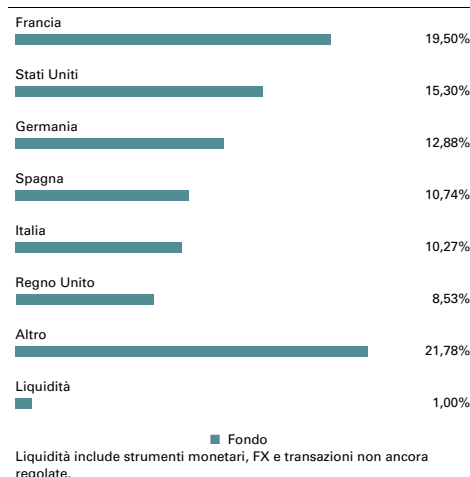 Francia
19,50%
Stati Uniti
15,30%
Germania
12,88%
Spagna
10,74%
Italia
10,27%
Regno Unito
8,53%
Altro
21,78%
Liquidità
1,00%
Fondo
Liquidità include strumenti monetari, FX e transazioni non ancora
regolate.